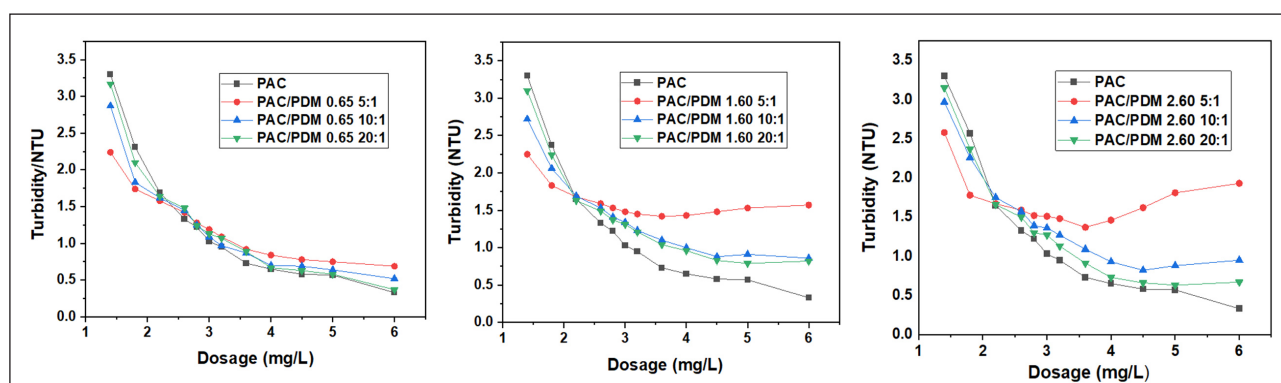 Turbidity/NTU
3.5
3.0
2.5
2.0
1.5
1.0
0.5
0.0
PAC
PAC/PDM 0.65 5:1
PAC/PDM 0.65 10:1
PAC/PDM 0.65 20:1
1 2 3 4 5 6
Dosage (mg/L)
Turbidity (NTU)
3.5
3.0
2.5
2.0
1.5
1.0
0.5
0.0
PAC
PAC/PDM 1.60 5:1
PAC/PDM 1.60 10:1
PAC/PDM 1.60 20:1
1 2 3 4 5 6
Dosage (mg/L)
Turbidity (NTU)
3.5
3.0
2.5
2.0
1.5
1.0
0.5
0.0
PAC
PAC/PDM 2.60 5:1
PAC/PDM 2.60 10:1
PAC/PDM 2.60 20:1
1 2 3 4 5 6
Dosage (mg/L)